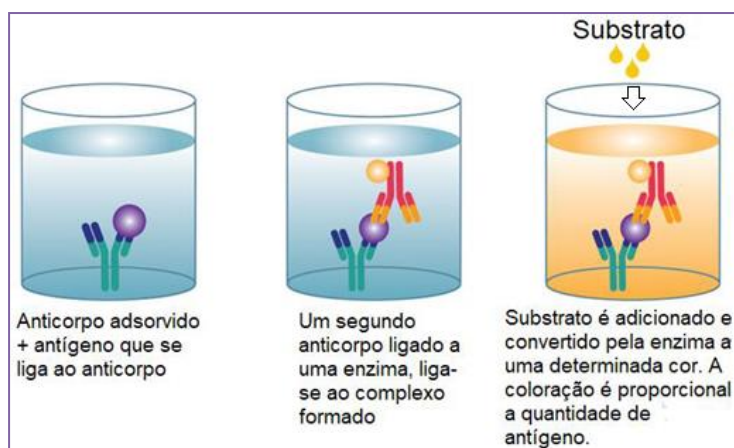 Substrato
Anticorpo adsorvido
+ antígeno que se
liga ao anticorpo
Um segundo
anticorpo ligado a
uma enzima, liga-
se ao complexo
formado
Substrato é adicionado e
convertido pela enzima a
uma determinada cor. A
coloração é proporcional
a quantidade de
antígeno.